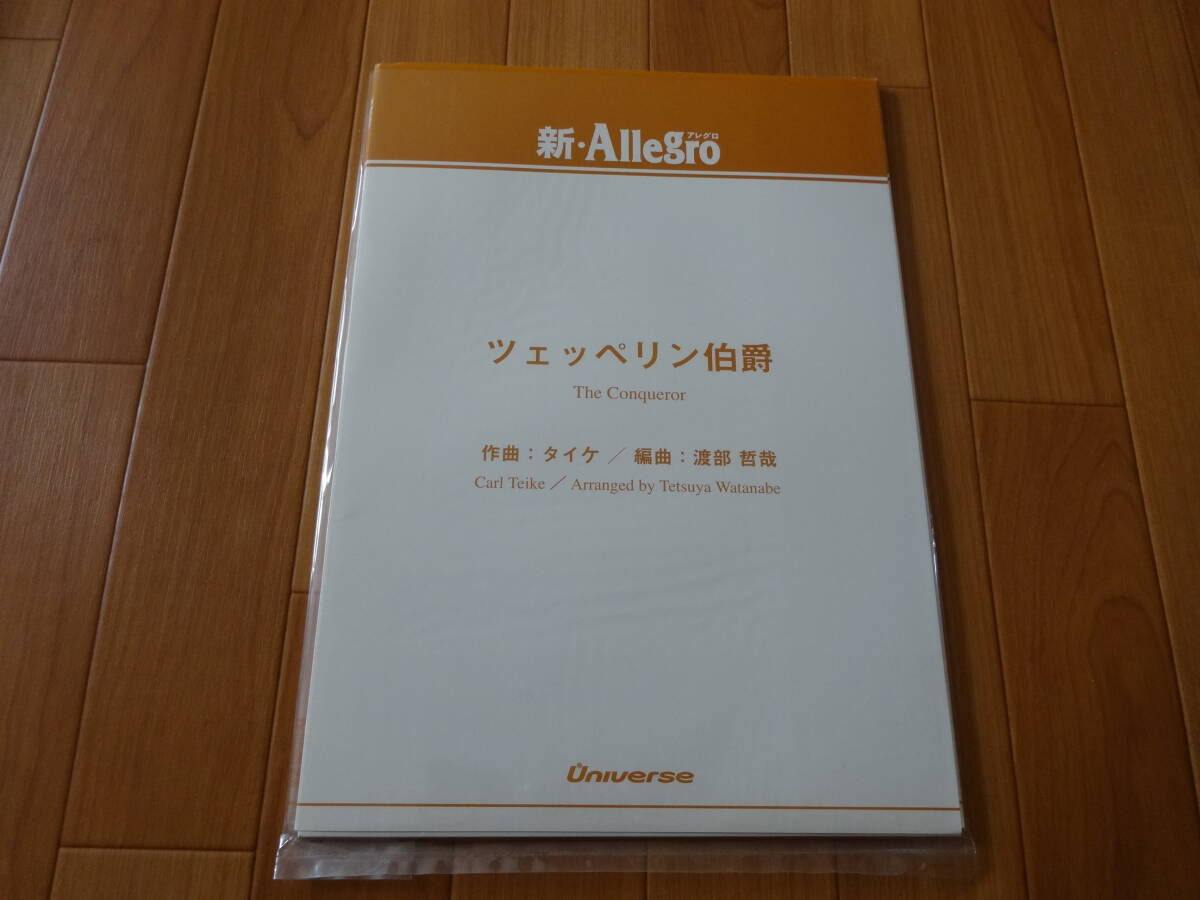 アレグロ
新・Allegro
ツェッペリン伯爵
The Conqueror
作曲：タイケ ／ 編曲：渡部 哲哉
Carl Teike ／ Arranged by Tetsuya Watanabe
Universe